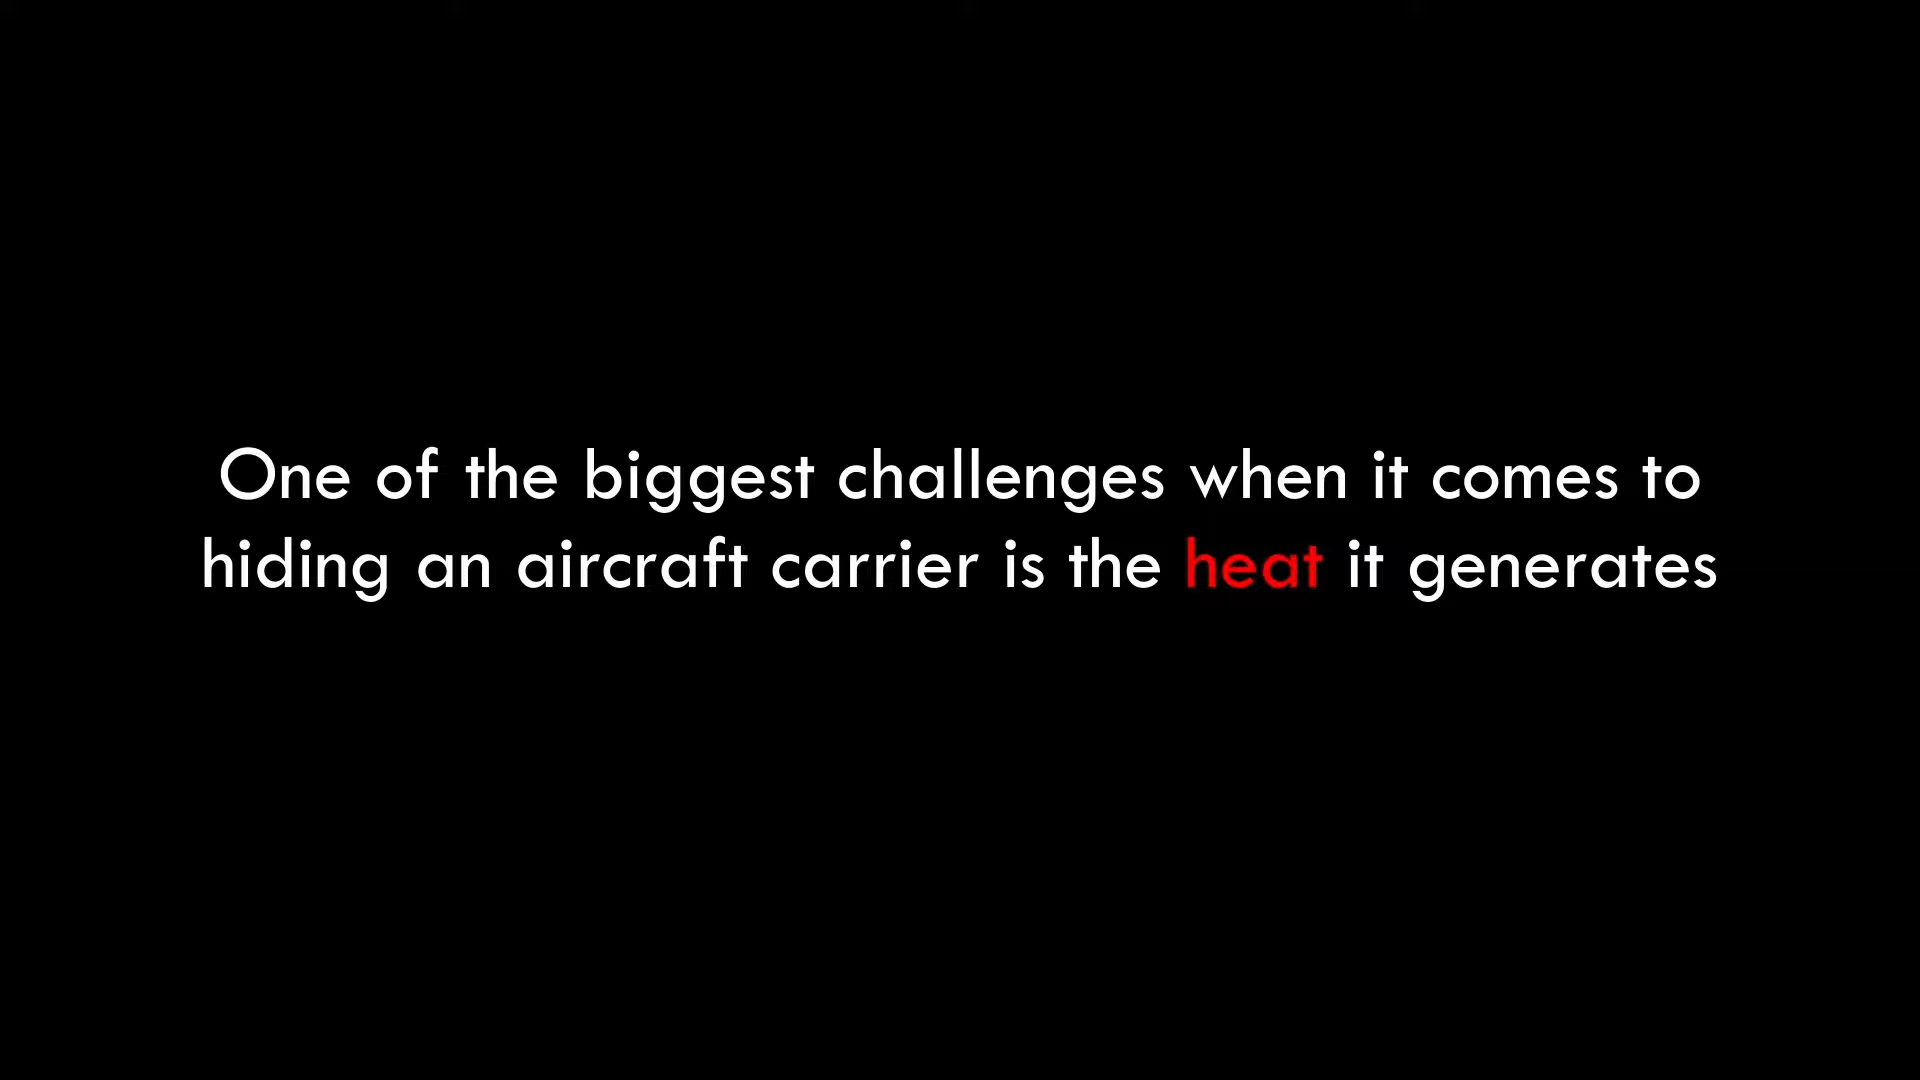 One of the biggest challenges when it comes to
hiding an aircraft carrier is the heat it generates